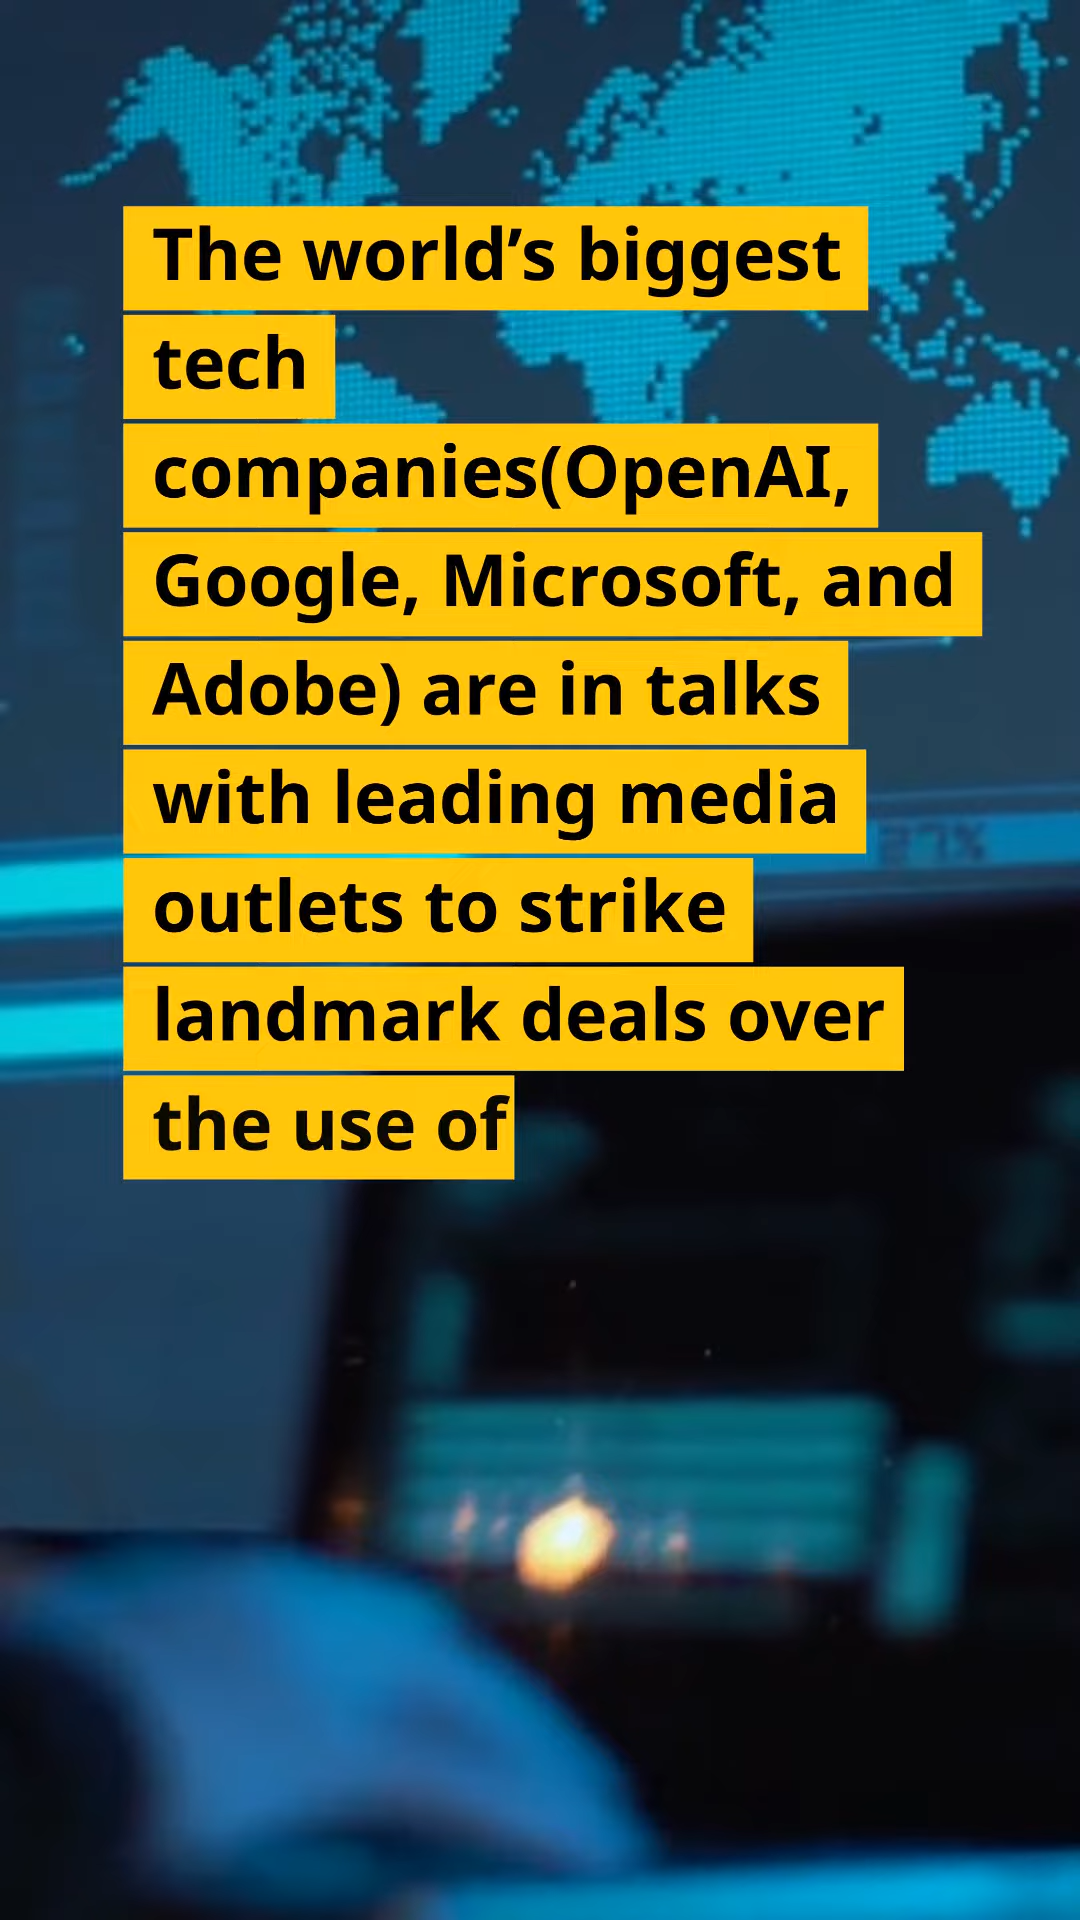 The world’s biggest
tech
companies(OpenAI,
Google, Microsoft, and
Adobe) are in talks
with leading media
outlets to strike
landmark deals over
the use of
27%